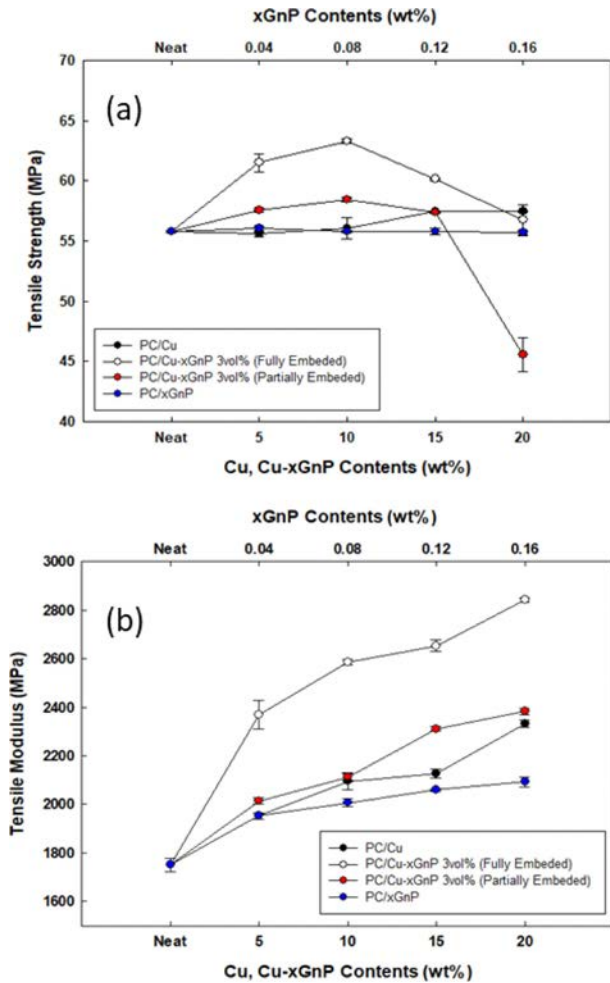 xGnP Contents (wt%)
Neat 0.04 0.08 0.12 0.16
70
(a)
65
60
55
50
45
40
Tensile Strength (MPa)
PC/Cu
PC/Cu-xGnP 3vol% (Fully Embeded)
PC/Cu-xGnP 3vol% (Partially Embeded)
PC/xGnP
Neat 5 10 15 20
Cu, Cu-xGnP Contents (wt%)
xGnP Contents (wt%)
Neat 0.04 0.08 0.12 0.16
3000
(b)
2800
2600
2400
2200
2000
1800
1600
Tensile Modulus (MPa)
PC/Cu
PC/Cu-xGnP 3vol% (Fully Embeded)
PC/Cu-xGnP 3vol% (Partially Embeded)
PC/xGnP
Neat 5 10 15 20
Cu, Cu-xGnP Contents (wt%)